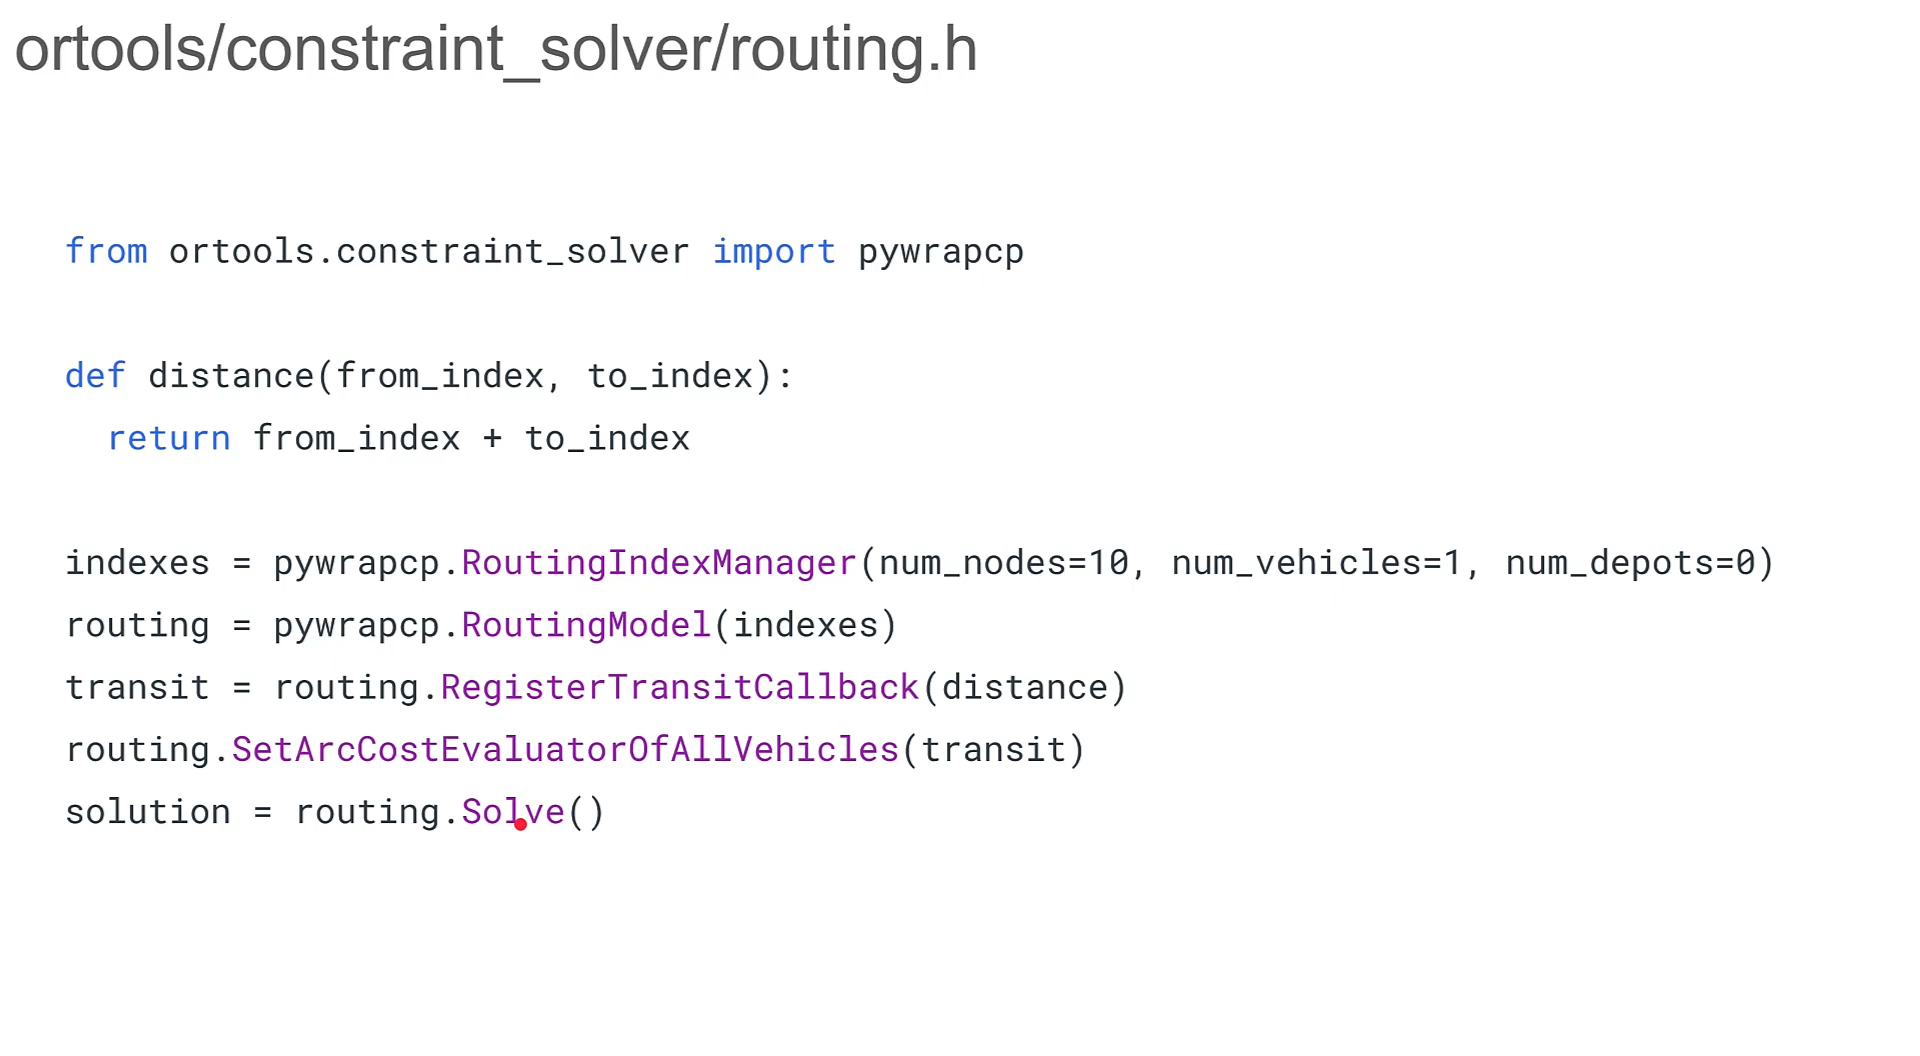 ortools/constraint_solver/routing.h
from ortools.constraint_solver import pywrapcp
def distance(from_index, to_index):
return from_index + to_index
indexes = pywrapcp.RoutingIndexManager(num_nodes=10, num_vehicles=1, num_depots=0)
routing = pywrapcp.RoutingModel(indexes)
transit = routing.RegisterTransitCallback(distance)
routing.SetArcCostEvaluatorOfAllVehicles(transit)
solution = routing.Solve()